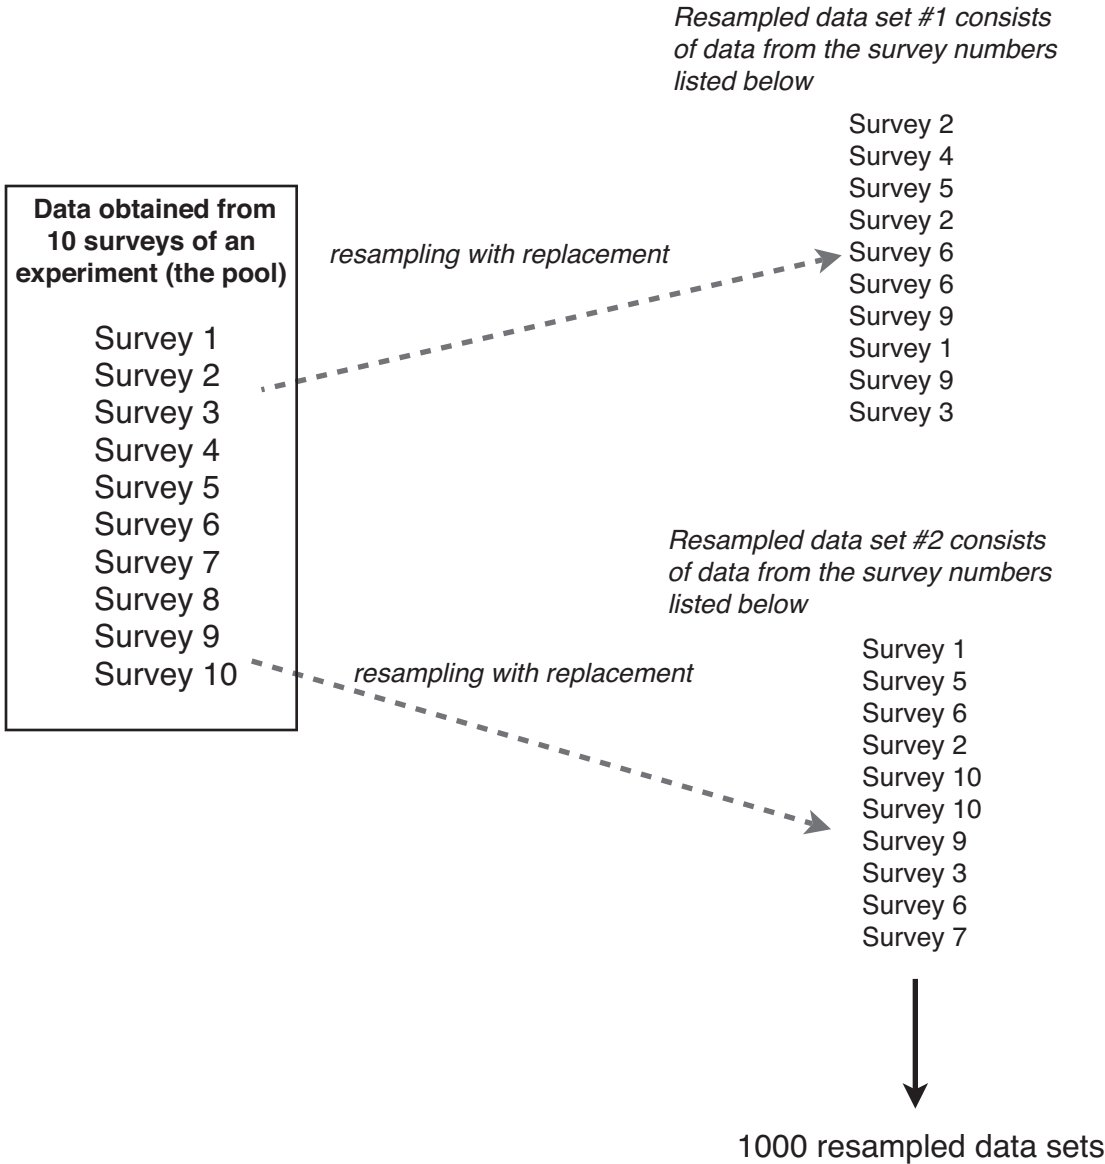 Resampled data set #1 consists
of data from the survey numbers
listed below
Survey 2
Survey 4
Survey 5
Survey 2
Survey 6
Survey 6
Survey 9
Survey 1
Survey 9
Survey 3
Data obtained from
10 surveys of an
experiment (the pool)
Survey 1
Survey 2
Survey 3
Survey 4
Survey 5
Survey 6
Survey 7
Survey 8
Survey 9
Survey 10
resampling with replacement
resampling with replacement
Resampled data set #2 consists
of data from the survey numbers
listed below
Survey 1
Survey 5
Survey 6
Survey 2
Survey 10
Survey 10
Survey 9
Survey 3
Survey 6
Survey 7
1000 resampled data sets